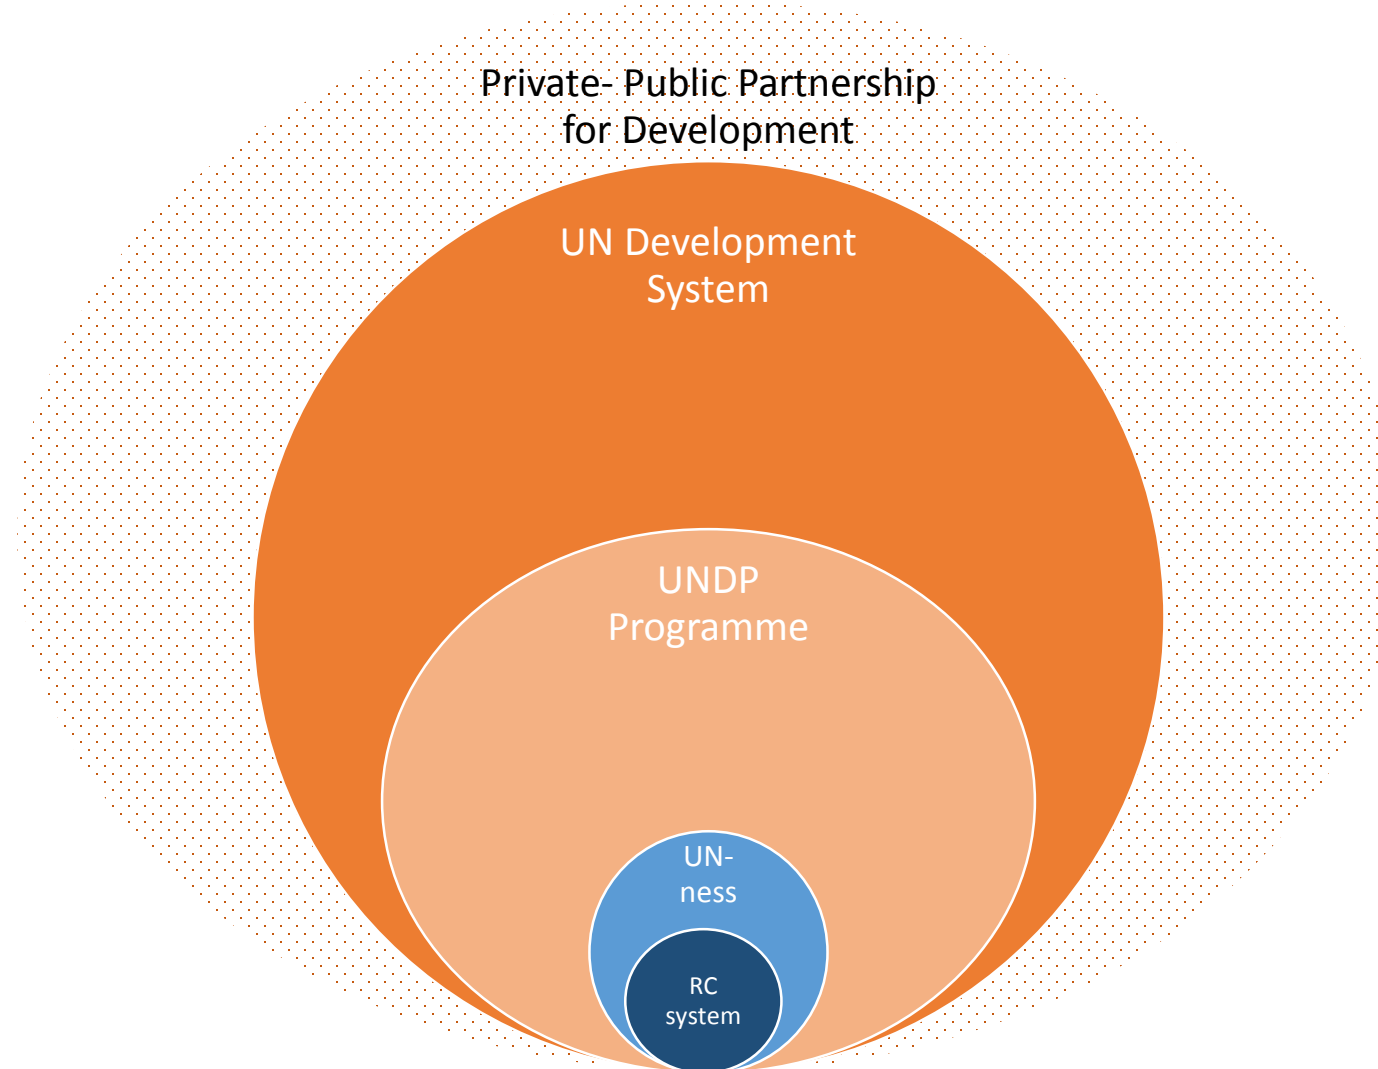 Private- Public Partnership
for Development
UN Development
System
UNDP
Programme
UN-
ness
RC
system